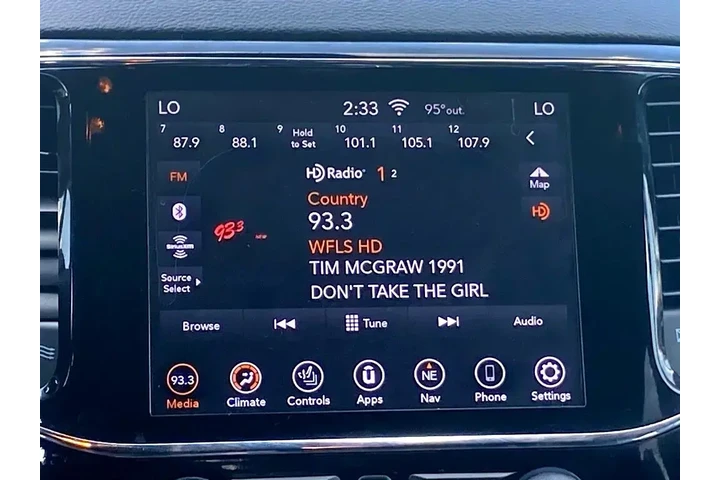 LO 2:33 95° out. LO
7 87.9 8 88.1 9 Hold to Set 10 101.1 11 105.1 12 107.9
FM HD Radio 1 2
Map
Country
93.3
HD
93.3 NEW
WFLS HD
SiriusXM
TIM MCGRAW 1991
Source Select
DON'T TAKE THE GIRL
Browse Tune Audio
93.3 NE
Media Climate Controls Apps Nav Phone Settings